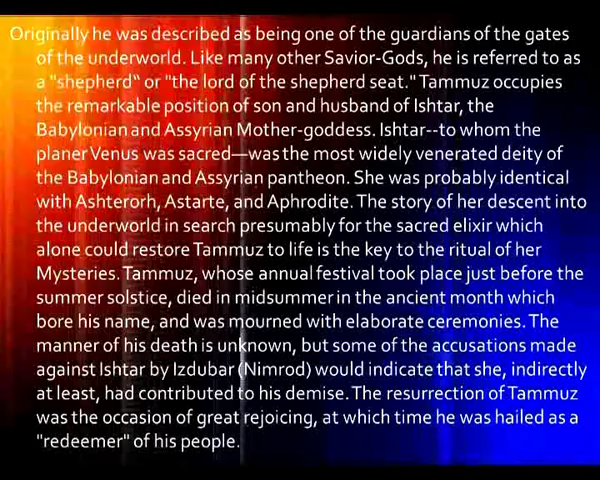 Originally he was described as being one of the guardians of the gates
of the underworld. Like many other Savior-Gods, he is referred to as
a "shepherd“ or "the lord of the shepherd seat." Tammuz occupies
the remarkable position of son and husband of Ishtar, the
Babylonian and Assyrian Mother-goddess. Ishtar--to whom the
planer Venus was sacred—was the most widely venerated deity of
the Babylonian and Assyrian pantheon. She was probably identical
with Ashterorh, Astarte, and Aphrodite. The story of her descent into
the underworld in search presumably for the sacred elixir which
alone could restore Tammuz to life is the key to the ritual of her
Mysteries. Tammuz, whose annual festival took place just before the
summer solstice, died in midsummer in the ancient month which
bore his name, and was mourned with elaborate ceremonies. The
manner of his death is unknown, but some of the accusations made
against Ishtar by Izdubar (Nimrod) would indicate that she, indirectly
at least, had contributed to his demise. The resurrection of Tammuz
was the occasion of great rejoicing, at which time he was hailed as a
"redeemer" of his people.